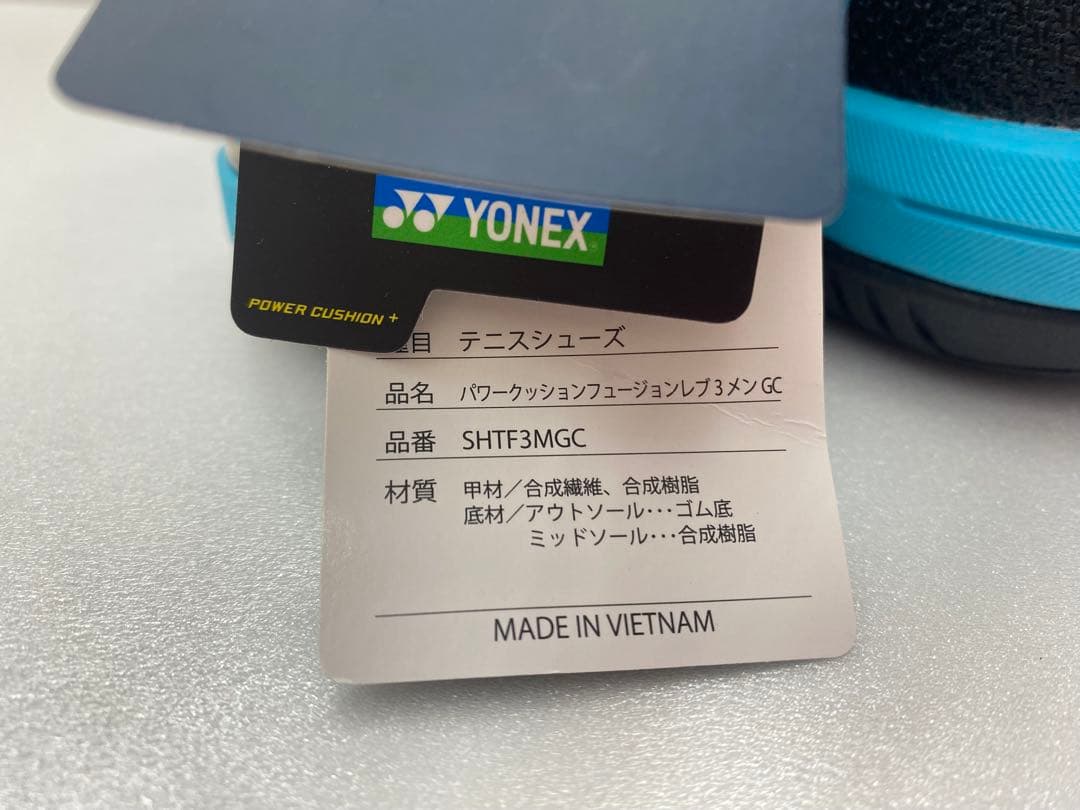 YONEX
POWER CUSHION +
種目 テニスシューズ
品名 パワークッションフュージョンレブ3メンGC
品番 SHTF3MGC
材質 甲材／合成繊維、合成樹脂
底材／アウトソール･･･ゴム底
ミッドソール･･･合成樹脂
MADE IN VIETNAM